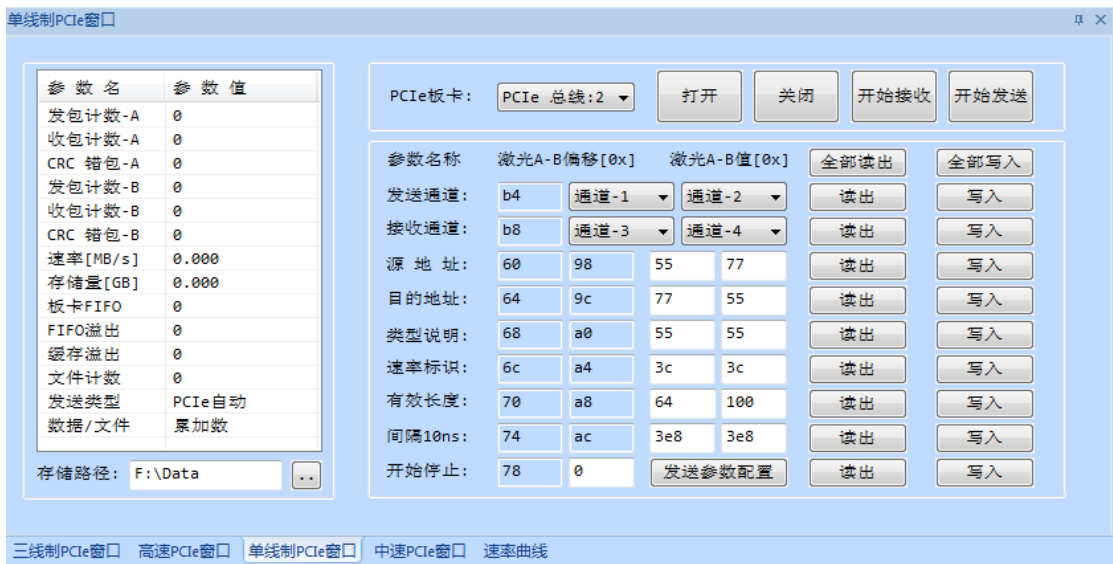 单线制PCIe窗口
参 数 名 参 数 值
发包计数-A 0
收包计数-A 0
CRC 错包-A 0
发包计数-B 0
收包计数-B 0
CRC 错包-B 0
速率[MB/s] 0.000
存储量[GB] 0.000
板卡FIFO 0
FIFO溢出 0
缓存溢出 0
文件计数 0
发送类型 PCIe自动
数据/文件 累加数
存储路径: F:\Data ..
PCIe板卡: PCIe 总线:2 打开 关闭 开始接收 开始发送
参数名称 激光A-B偏移[0x] 激光A-B值[0x] 全部读出 全部写入
发送通道: b4 通道-1 通道-2 读出 写入
接收通道: b8 通道-3 通道-4 读出 写入
源 地 址: 60 98 55 77 读出 写入
目的地址: 64 9c 77 55 读出 写入
类型说明: 68 a0 55 55 读出 写入
速率标识: 6c a4 3c 3c 读出 写入
有效长度: 70 a8 64 100 读出 写入
间隔10ns: 74 ac 3e8 3e8 读出 写入
开始停止: 78 0 发送参数配置 读出 写入
三线制PCIe窗口 高速PCIe窗口 单线制PCIe窗口 中速PCIe窗口 速率曲线